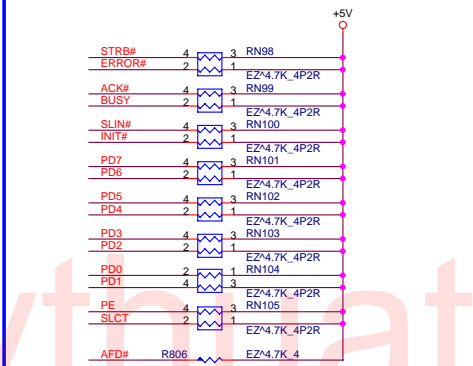 +5V
STRB# 4 3 RN98
ERROR# 2 1
EZ^4.7K_4P2R
ACK# 4 3 RN99
BUSY 2 1
EZ^4.7K_4P2R
SLIN# 4 3 RN100
INIT# 2 1
EZ^4.7K_4P2R
PD7 4 3 RN101
PD6 2 1
EZ^4.7K_4P2R
PD5 4 3 RN102
PD4 2 1
EZ^4.7K_4P2R
PD3 4 3 RN103
PD2 2 1
EZ^4.7K_4P2R
PD0 2 1 RN104
PD1 4 3
EZ^4.7K_4P2R
PE 4 3 RN105
SLCT 2 1
EZ^4.7K_4P2R
AFD# R806 EZ^4.7K_4